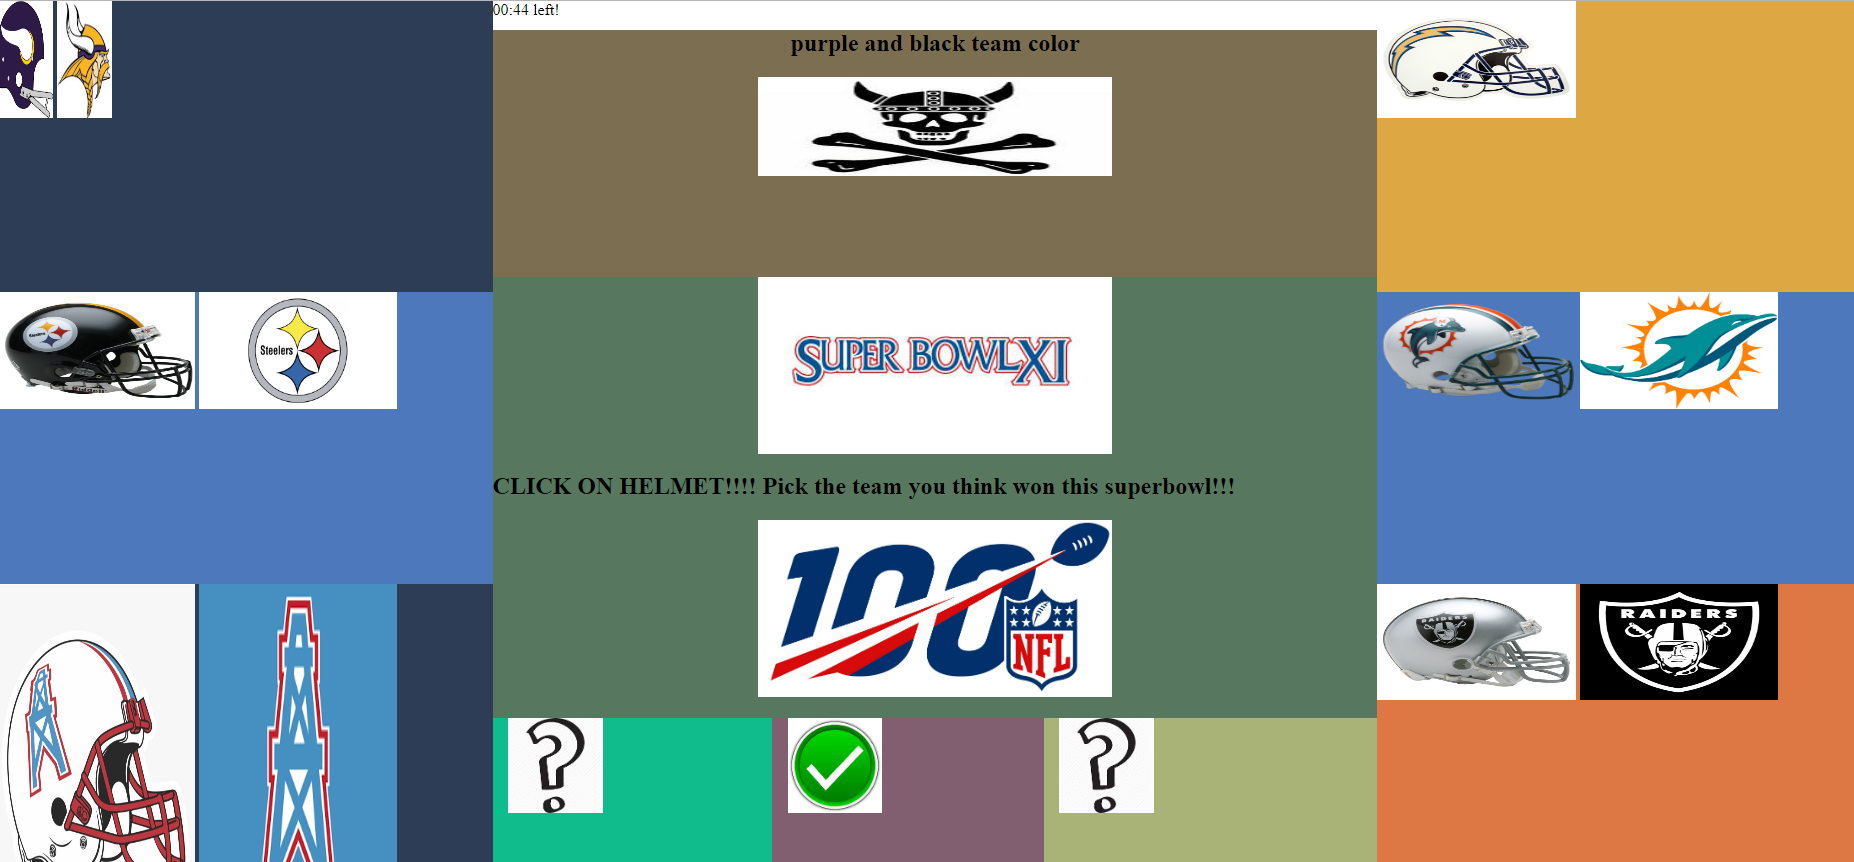 00:44 left!
purple and black team color
SUPER BOWL XI
CLICK ON HELMET!!!! Pick the team you think won this superbowl!!!
100
NFL
Steelers
RAIDERS